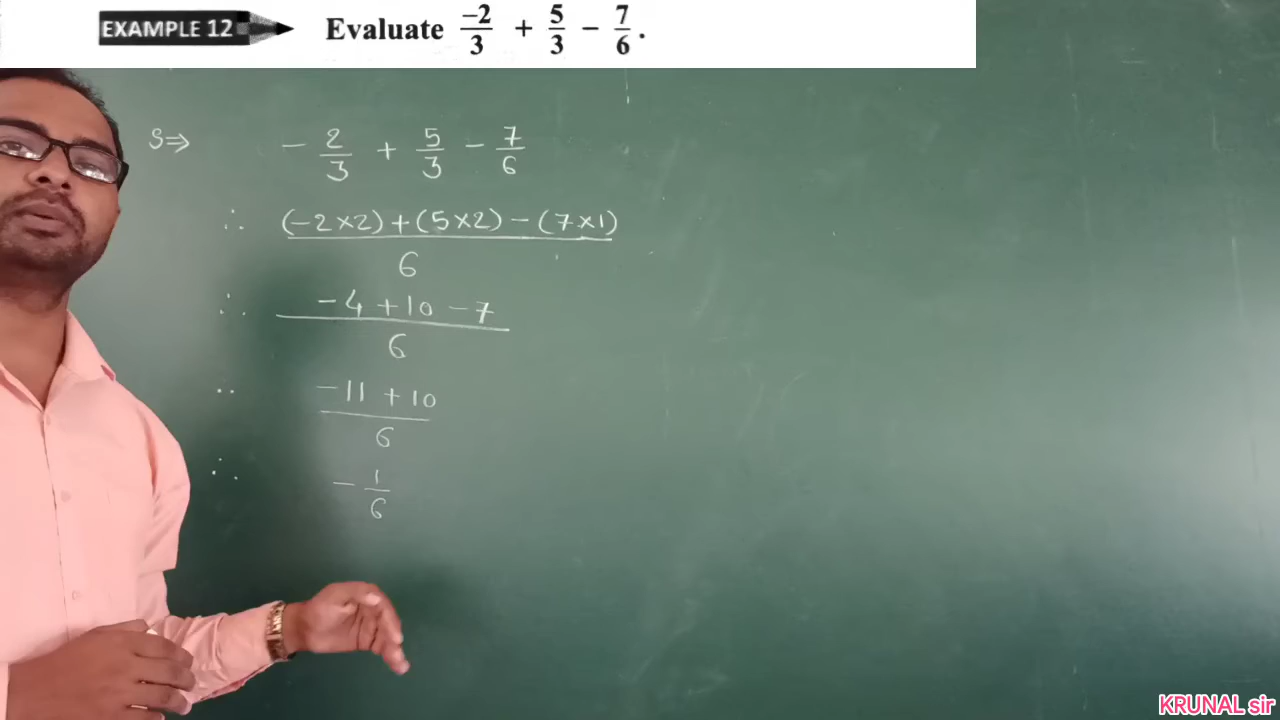 EXAMPLE 12 Evaluate -2/3 + 5/3 - 7/6.
S⇒ - 2/3 + 5/3 - 7/6
∴ (-2×2)+(5×2)-(7×1) / 6
∴ -4 +10 -7 / 6
∴ -11 + 10 / 6
∴ - 1/6
KRUNAL sir